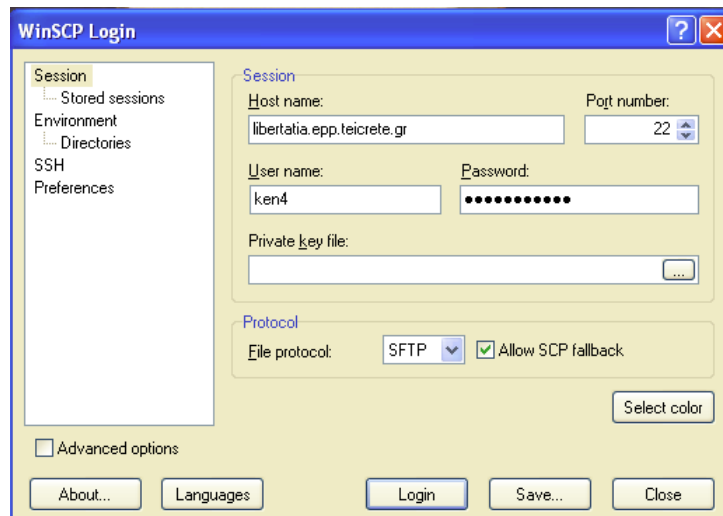 WinSCP Login
Session
Stored sessions
Environment
Directories
SSH
Preferences
Session
Host name:
Port number:
libertatia.epp.teicrete.gr
22
User name:
Password:
ken4
●●●●●●●●●●●
Private key file:
...
Protocol
File protocol:
SFTP
Allow SCP fallback
Select color
Advanced options
About...
Languages
Login
Save...
Close